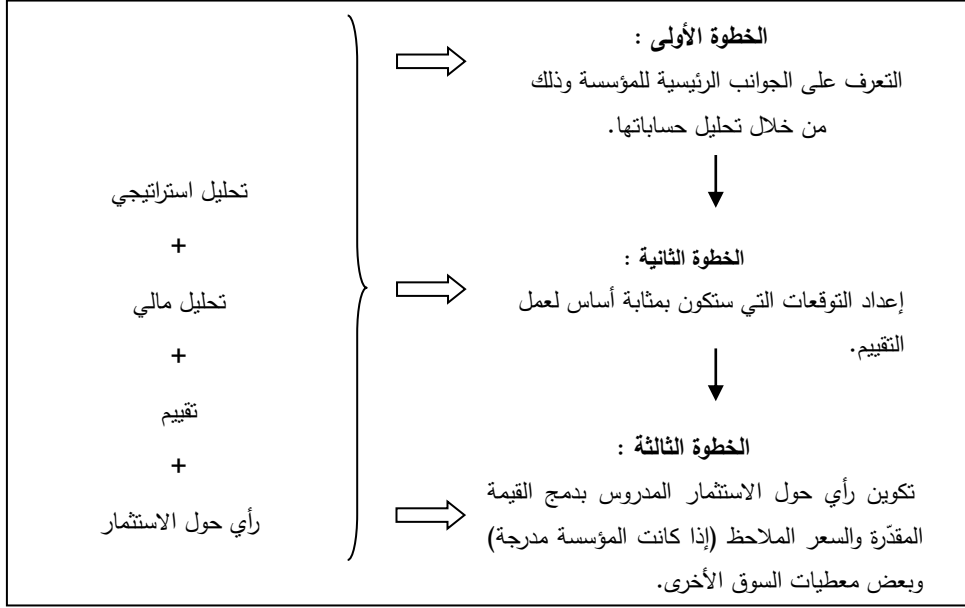 الخطوة الأولى :
التعرف على الجوانب الرئيسية للمؤسسة وذلك
من خلال تحليل حساباتها.
الخطوة الثانية :
إعداد التوقعات التي ستكون بمثابة أساس لعمل
التقييم.
الخطوة الثالثة :
تكوين رأي حول الاستثمار المدروس بدمج القيمة
المقدّرة والسعر الملاحظ (إذا كانت المؤسسة مدرجة)
وبعض معطيات السوق الأخرى.
تحليل استراتيجي
+
تحليل مالي
+
تقييم
+
رأي حول الاستثمار